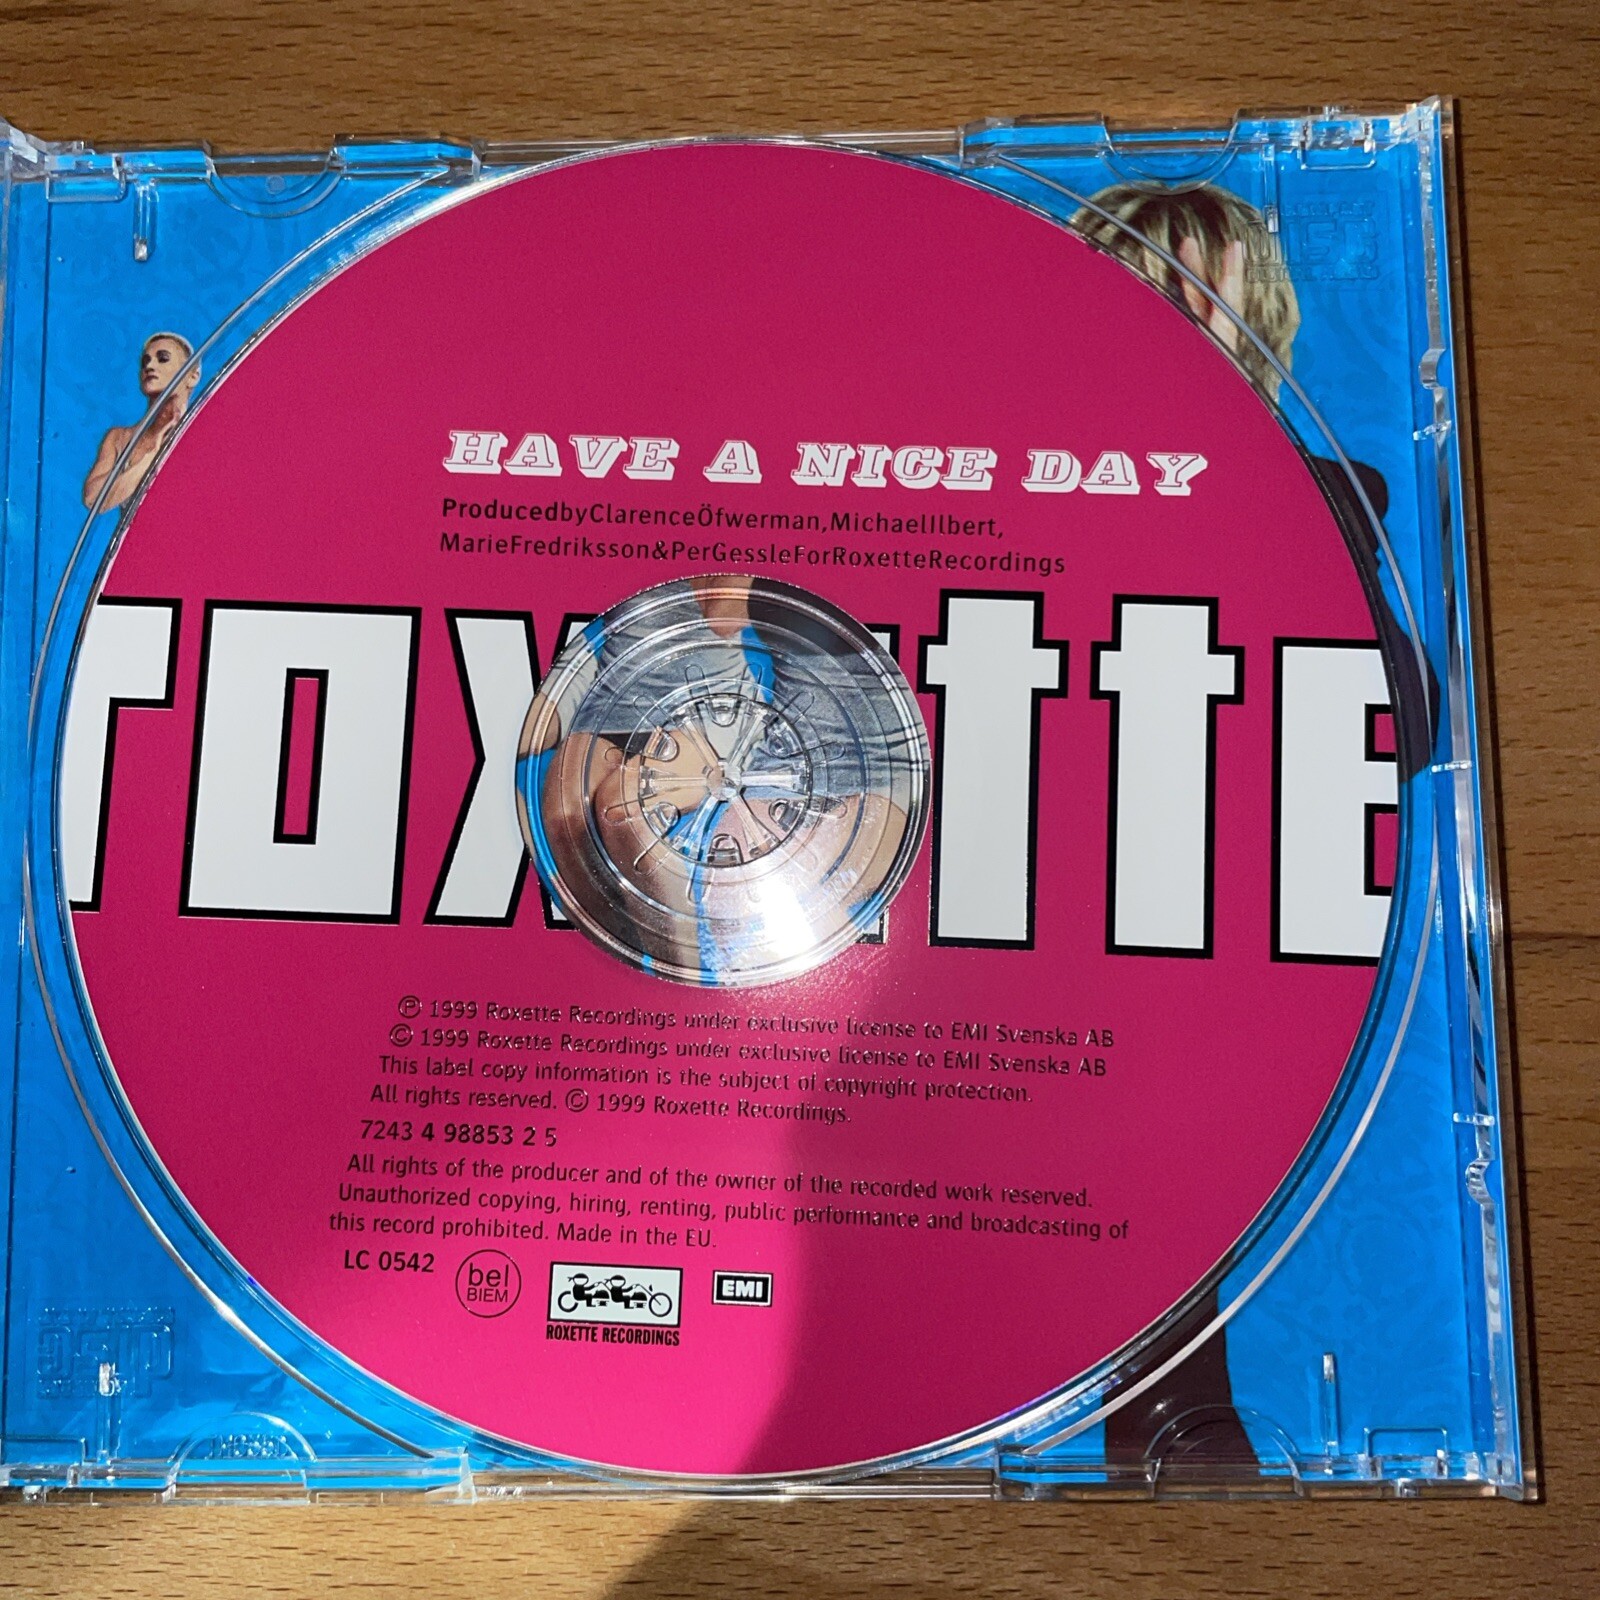 HAVE A NICE DAY
ProducedbyClarenceÖfwerman,MichaelIlbert,
MarieFredriksson&PerGessleForRoxetteRecordings
rox tte
℗ 1999 Roxette Recordings under exclusive license to EMI Svenska AB
© 1999 Roxette Recordings under exclusive license to EMI Svenska AB
This label copy information is the subject of copyright protection.
All rights reserved. © 1999 Roxette Recordings.
7243 4 98853 2 5
All rights of the producer and of the owner of the recorded work reserved.
Unauthorized copying, hiring, renting, public performance and broadcasting of
this record prohibited. Made in the EU.
LC 0542
bel
BIEM
ROXETTE RECORDINGS
EMI